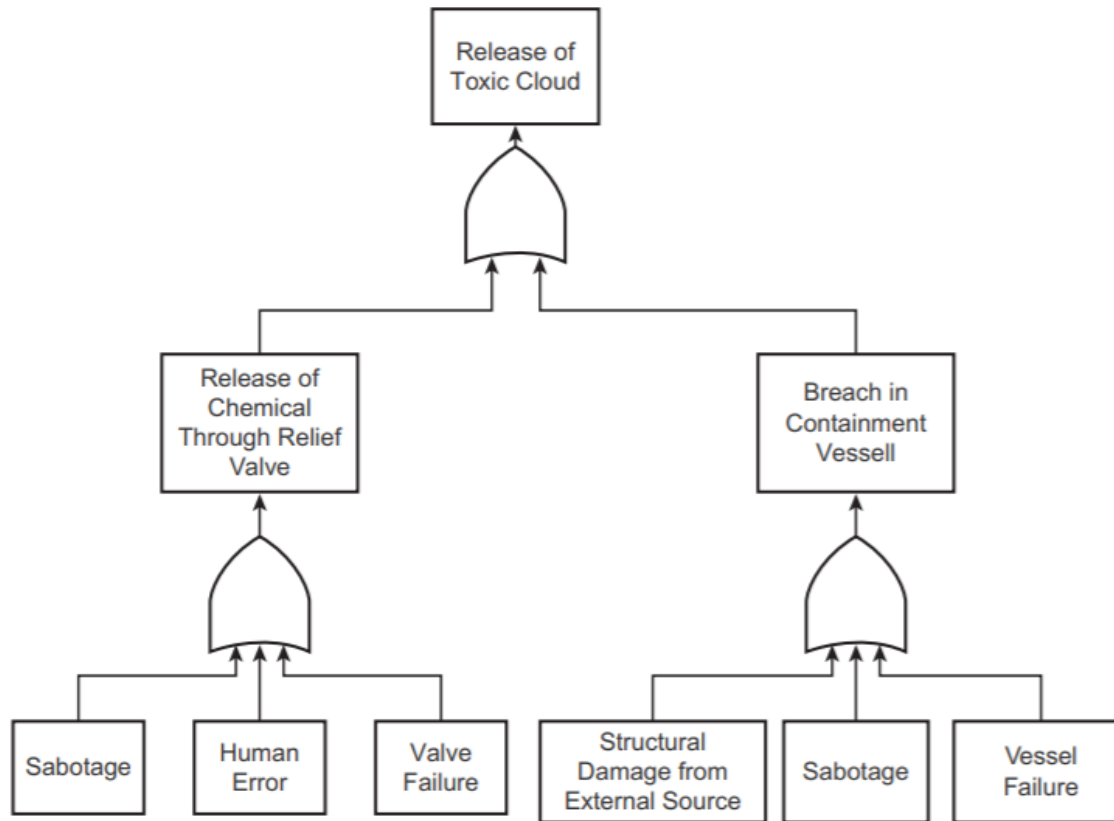 Release of
Toxic Cloud
Release of
Chemical
Through Relief
Valve
Breach in
Containment
Vessell
Sabotage
Human
Error
Valve
Failure
Structural
Damage from
External Source
Sabotage
Vessel
Failure